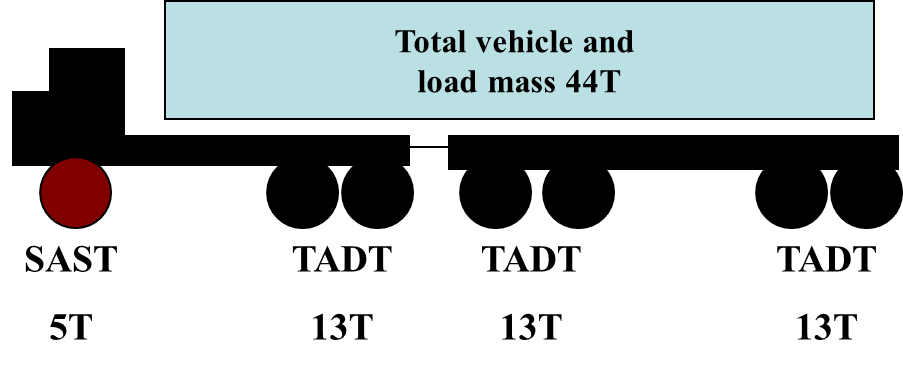 Total vehicle and
load mass 44T
SAST TADT TADT TADT
5T 13T 13T 13T